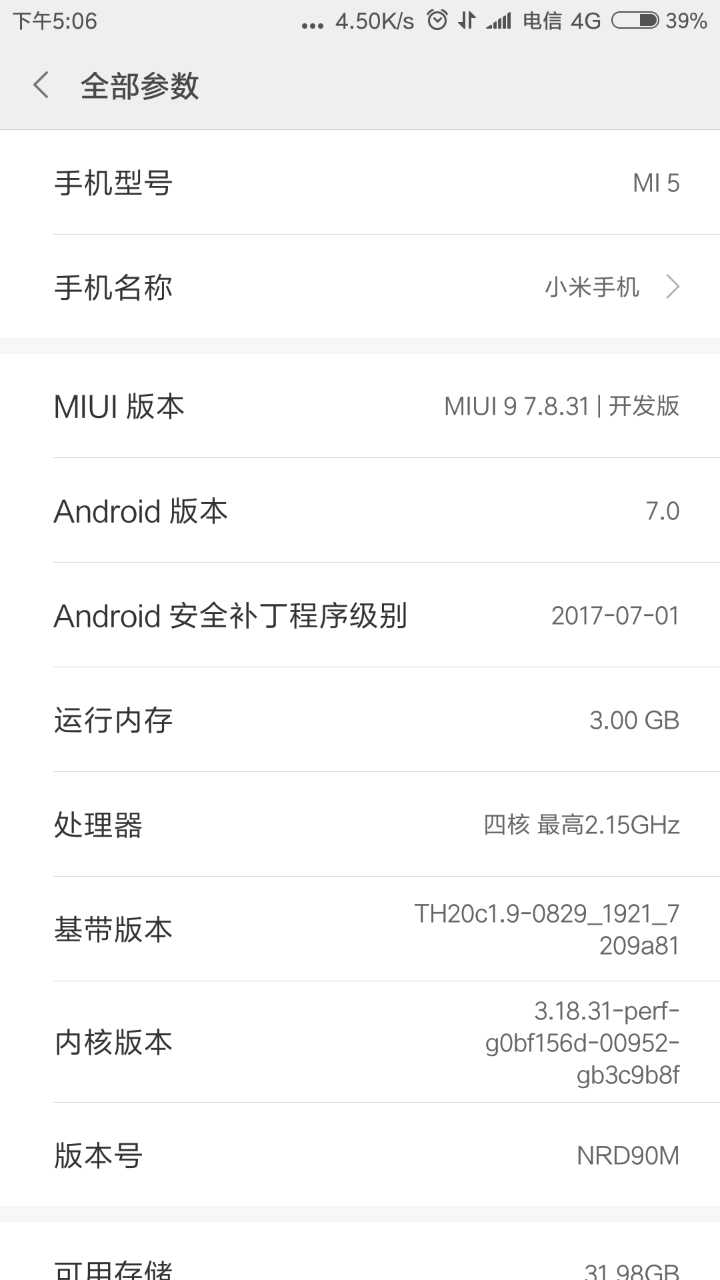 下午5:06 ... 4.50K/s 电信 4G 39%
全部参数
手机型号 MI 5
手机名称 小米手机
MIUI 版本 MIUI 9 7.8.31 | 开发版
Android 版本 7.0
Android 安全补丁程序级别 2017-07-01
运行内存 3.00 GB
处理器 四核 最高2.15GHz
基带版本 TH20c1.9-0829_1921_7
209a81
内核版本 3.18.31-perf-
g0bf156d-00952-
gb3c9b8f
版本号 NRD90M
可用存储 31.98GB